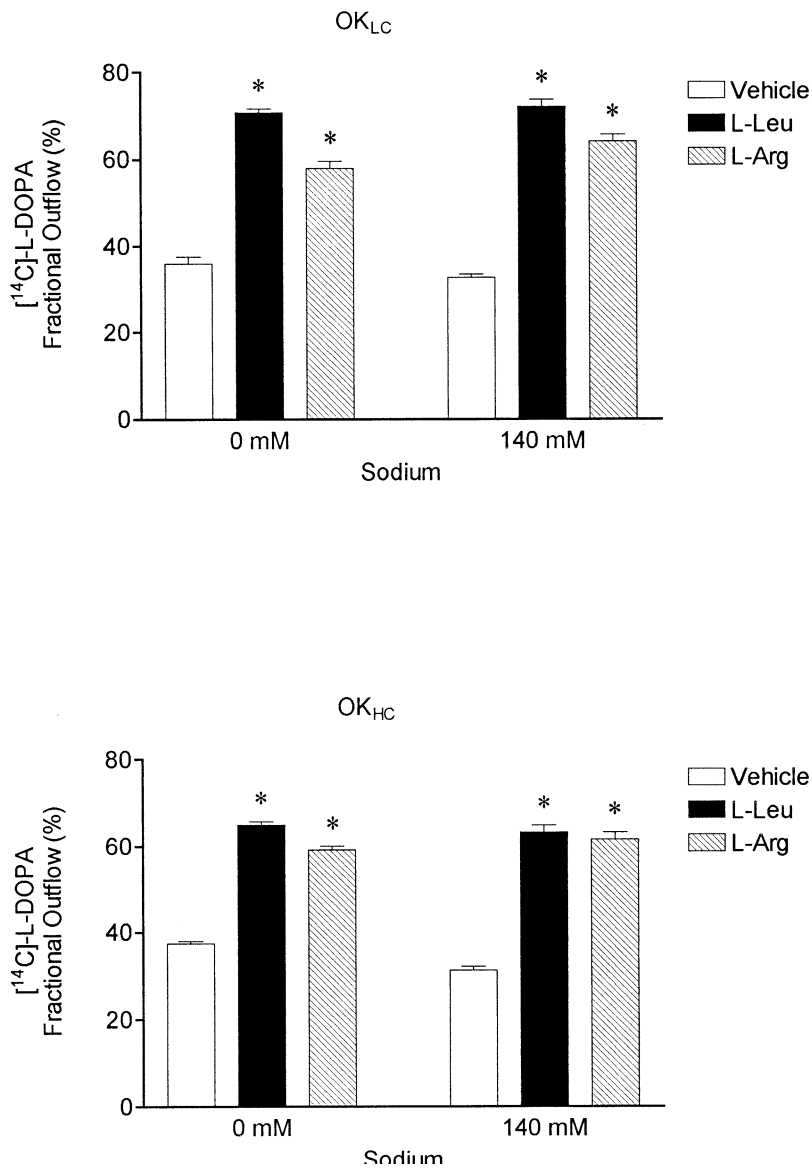 OKLC
80
60
40
20
0
[14C]-L-DOPA
Fractional Outflow (%)
* * * *
Vehicle
L-Leu
L-Arg
0 mM 140 mM
Sodium
OKHC
80
60
40
20
0
[14C]-L-DOPA
Fractional Outflow (%)
* * * *
Vehicle
L-Leu
L-Arg
0 mM 140 mM
Sodium